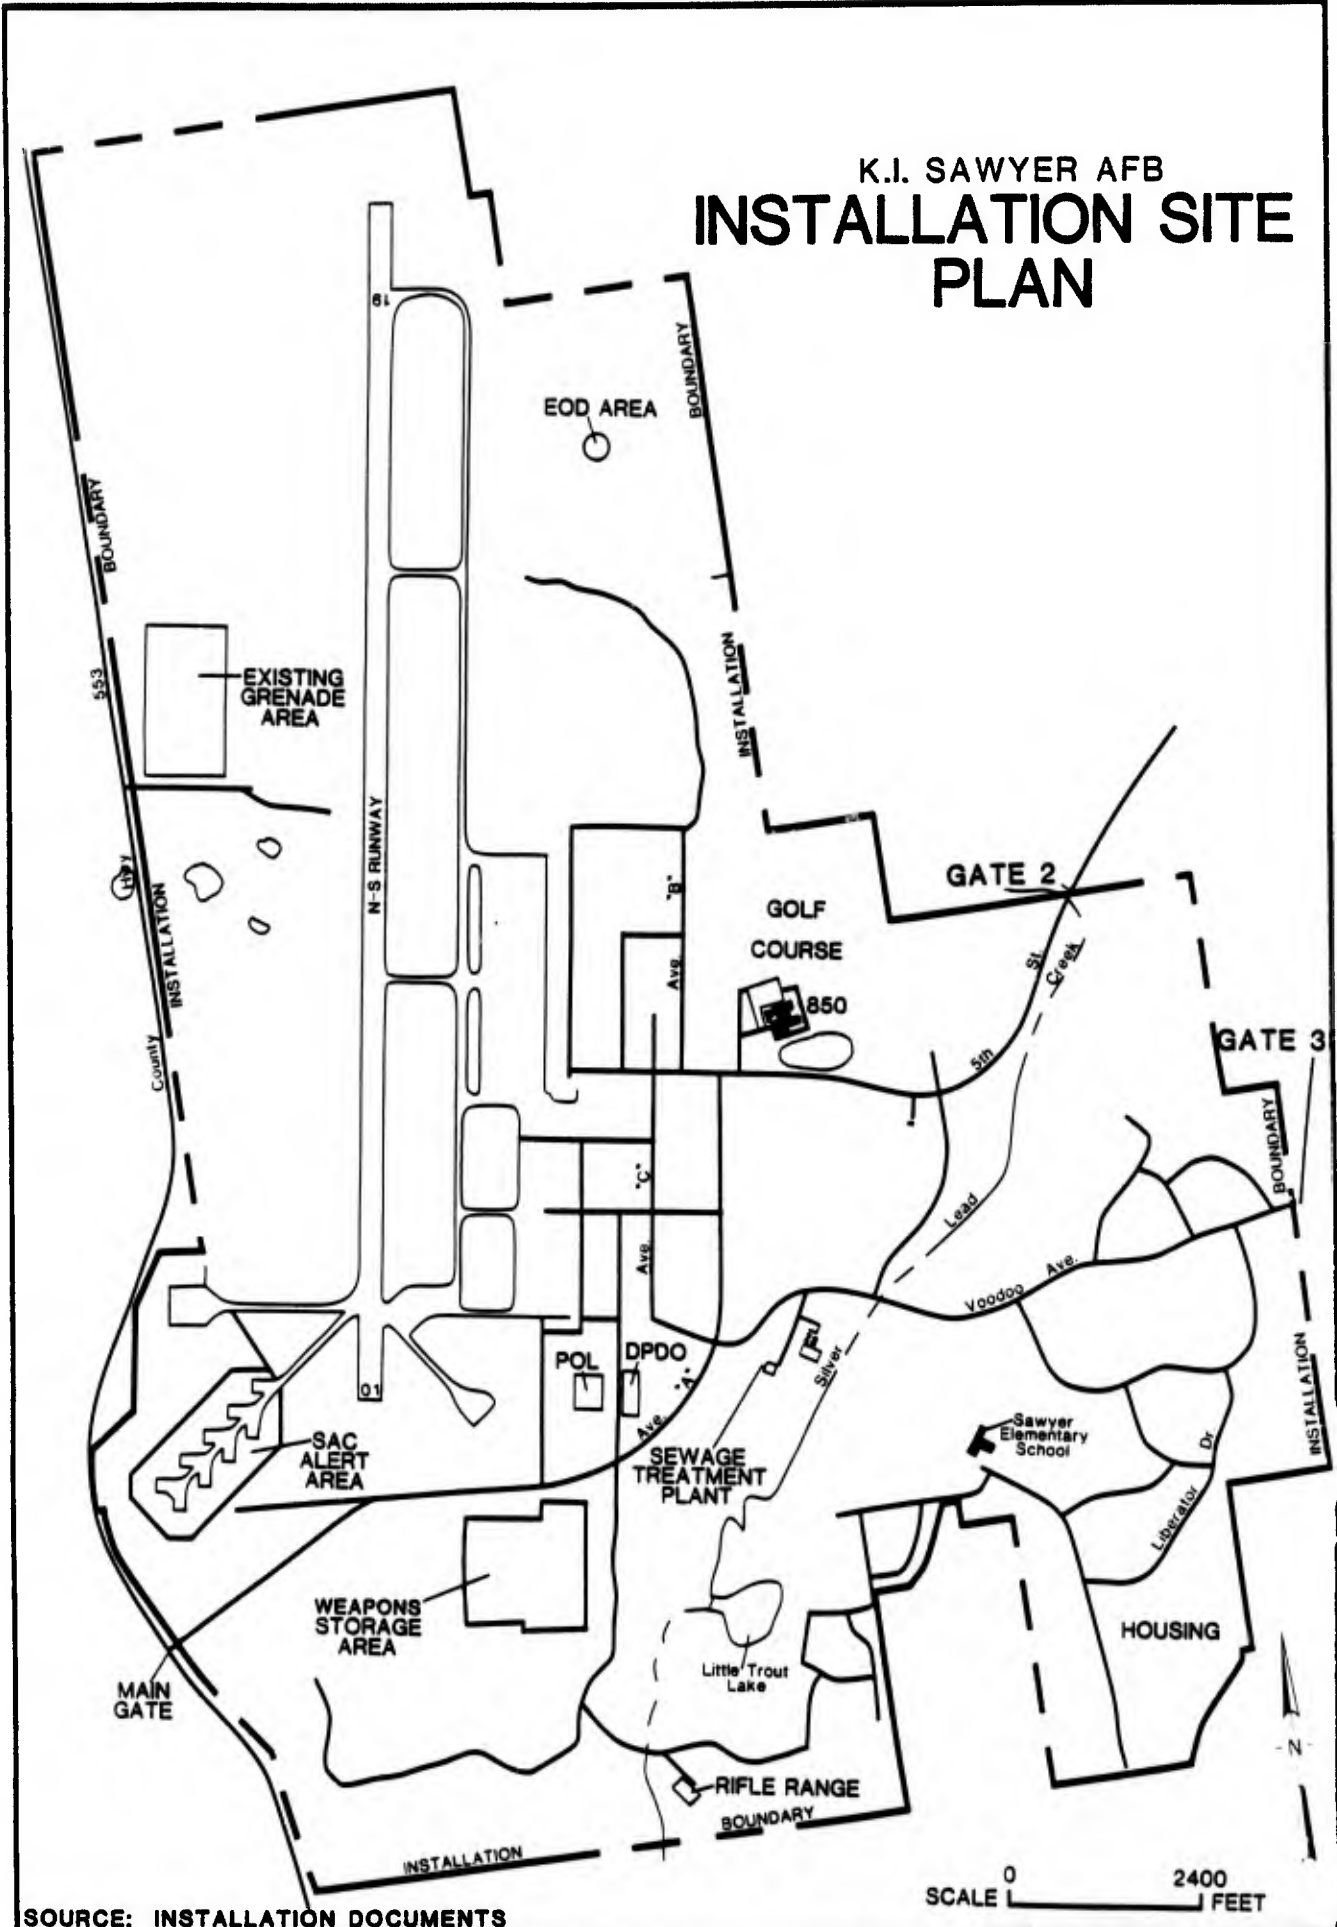 K.I. SAWYER AFB
INSTALLATION SITE
PLAN
19
BOUNDARY
EOD AREA
BOUNDARY
553
EXISTING
GRENADE
AREA
INSTALLATION
N-S RUNWAY
Hwy
INSTALLATION
County
"B"
Ave.
GOLF
COURSE
850
GATE 2
St.
Creek
5th
GATE 3
BOUNDARY
"C"
Ave.
Lead
Voodoo Ave.
INSTALLATION
POL
DPDO
"A"
Ave.
Silver
01
SAC
ALERT
AREA
SEWAGE
TREATMENT
PLANT
Sawyer
Elementary
School
Dr
Liberator
WEAPONS
STORAGE
AREA
HOUSING
Little Trout
Lake
MAIN
GATE
RIFLE RANGE
BOUNDARY
INSTALLATION
-N-
0 2400
SCALE FEET
SOURCE: INSTALLATION DOCUMENTS